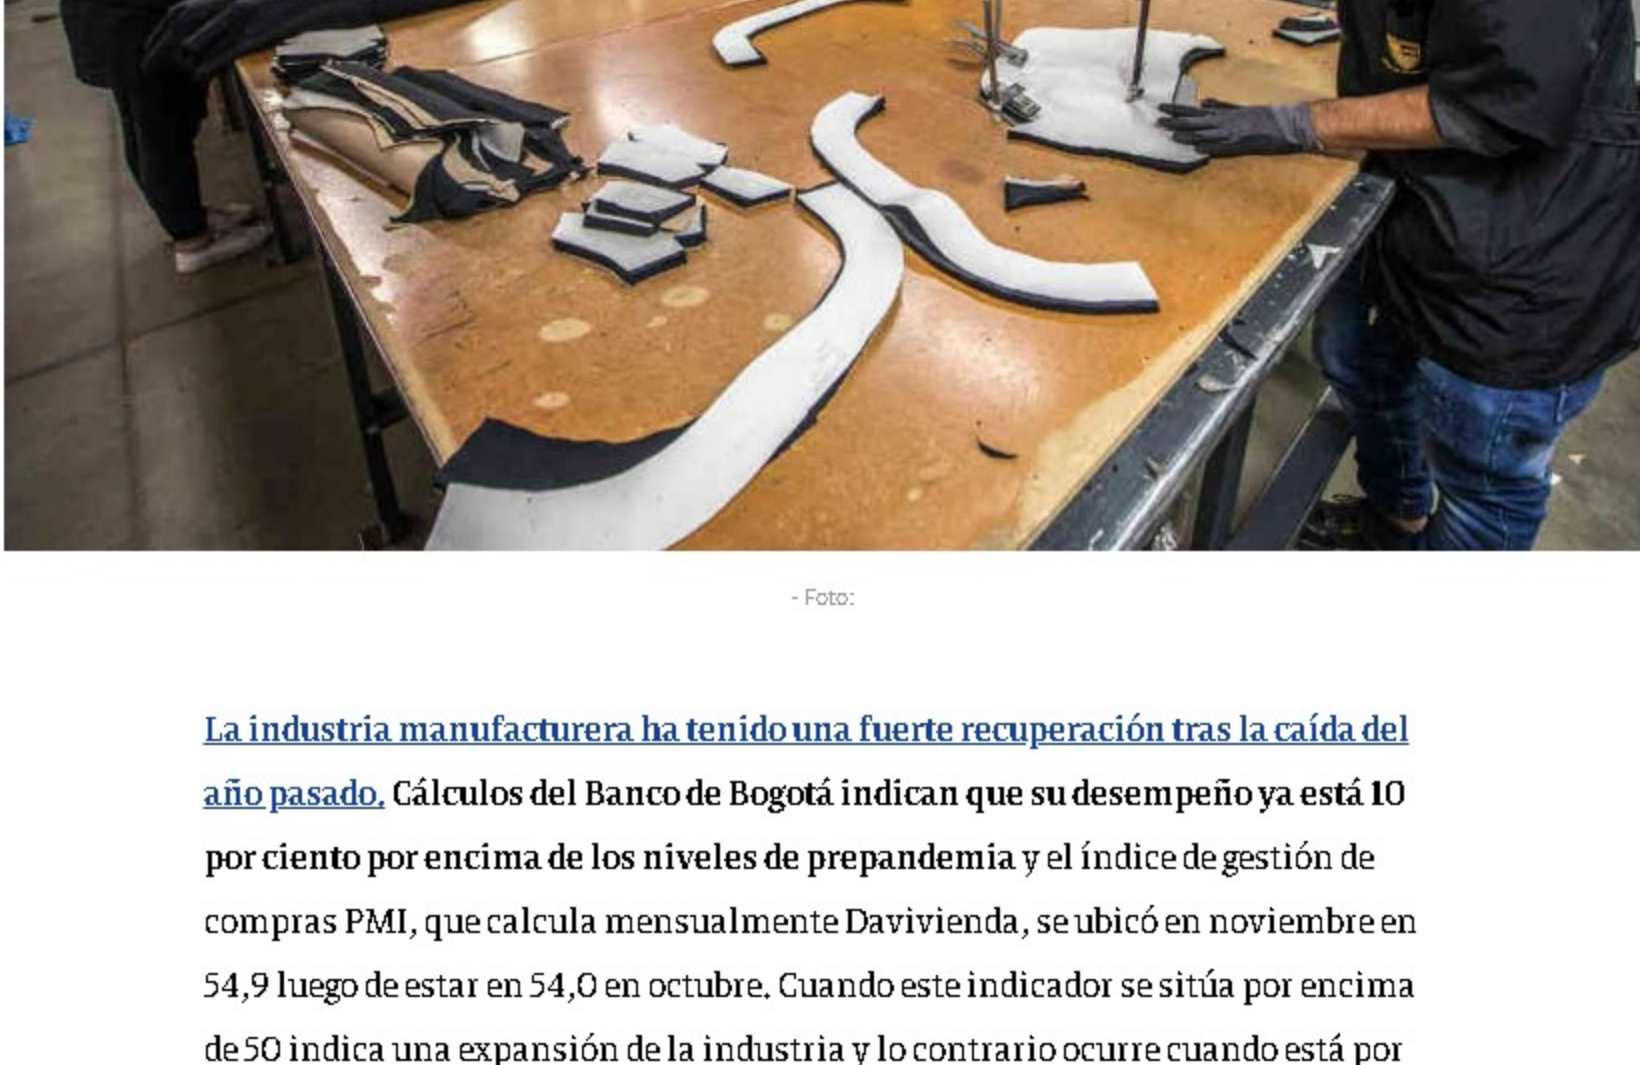 - Foto:
La industria manufacturera ha tenido una fuerte recuperación tras la caída del
año pasado. Cálculos del Banco de Bogotá indican que su desempeño ya está 10
por ciento por encima de los niveles de prepandemia y el índice de gestión de
compras PMI, que calcula mensualmente Davivienda, se ubicó en noviembre en
54,9 luego de estar en 54,0 en octubre. Cuando este indicador se sitúa por encima
de 50 indica una expansión de la industria y lo contrario ocurre cuando está por